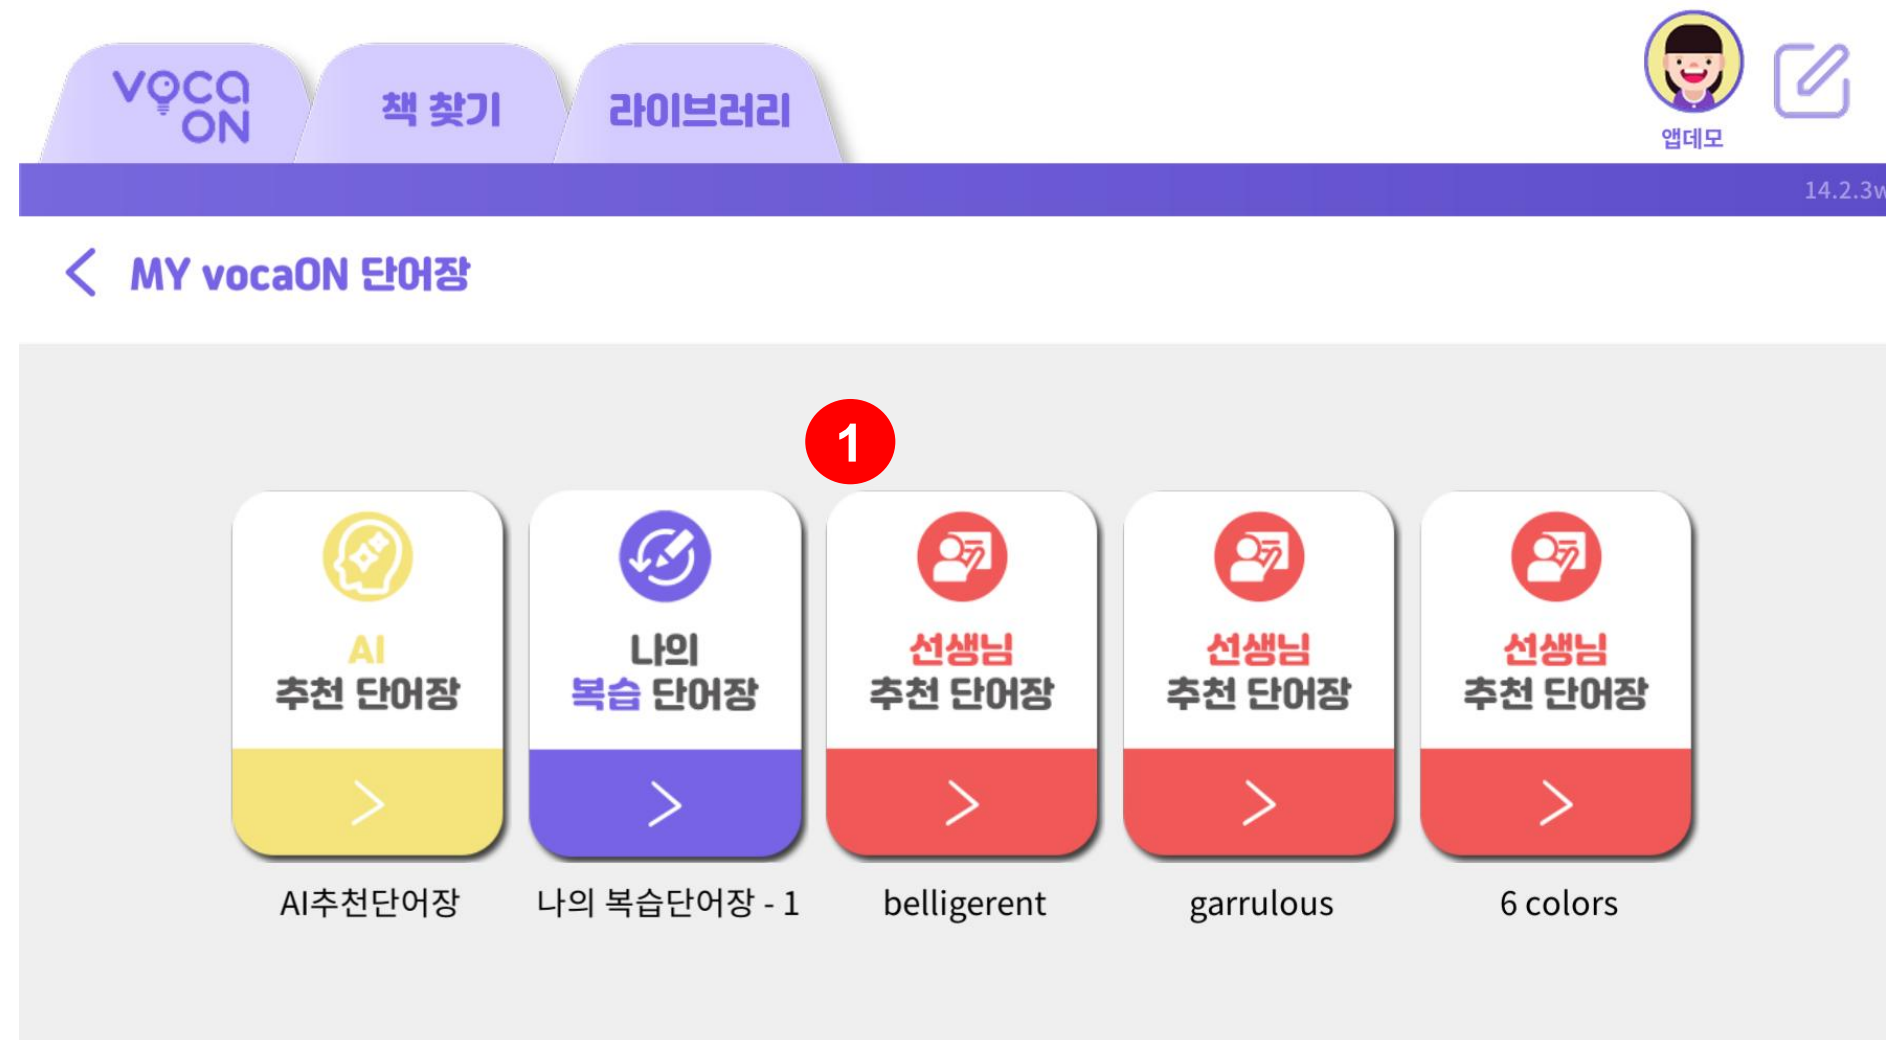 voca
ON
책 찾기
라이브러리
앱데모
14.2.3w
MY vocaON 단어장
1
AI
추천 단어장
나의
복습 단어장
선생님
추천 단어장
선생님
추천 단어장
선생님
추천 단어장
AI추천단어장
나의 복습단어장 - 1
belligerent
garrulous
6 colors